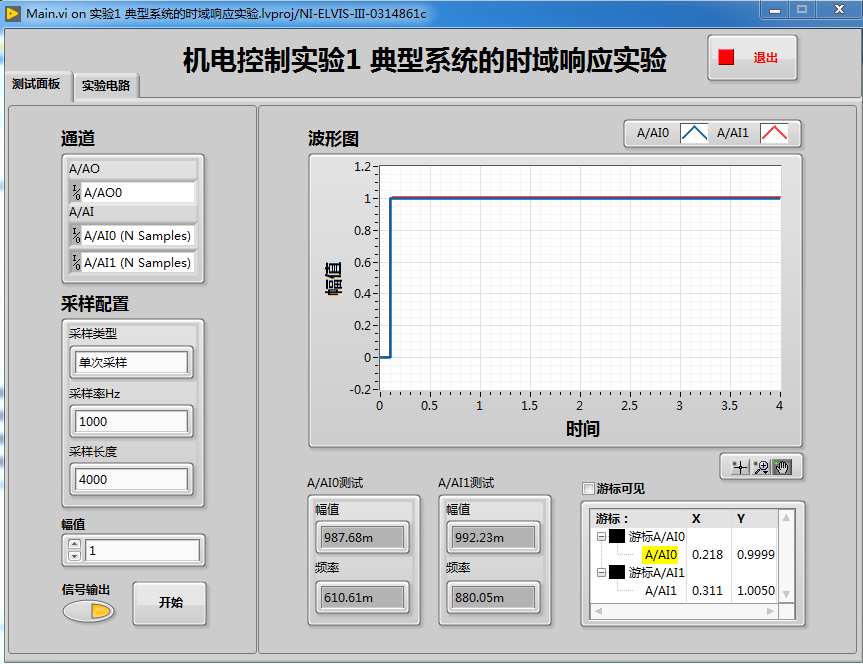 Main.vi on 实验1 典型系统的时域响应实验.lvproj/NI-ELVIS-III-0314861c
机电控制实验1 典型系统的时域响应实验
退出
测试面板
实验电路
通道
A/AO
A/AO0
A/AI
A/AI0 (N Samples)
A/AI1 (N Samples)
采样配置
采样类型
单次采样
采样率Hz
1000
采样长度
4000
幅值
1
信号输出
开始
波形图
A/AI0
A/AI1
1.2
1
0.8
0.6
0.4
0.2
0
-0.2
幅值
0 0.5 1 1.5 2 2.5 3 3.5 4
时间
A/AI0测试
幅值
987.68m
频率
610.61m
A/AI1测试
幅值
992.23m
频率
880.05m
游标可见
游标： X Y
游标A/AI0
A/AI0 0.218 0.9999
游标A/AI1
A/AI1 0.311 1.0050